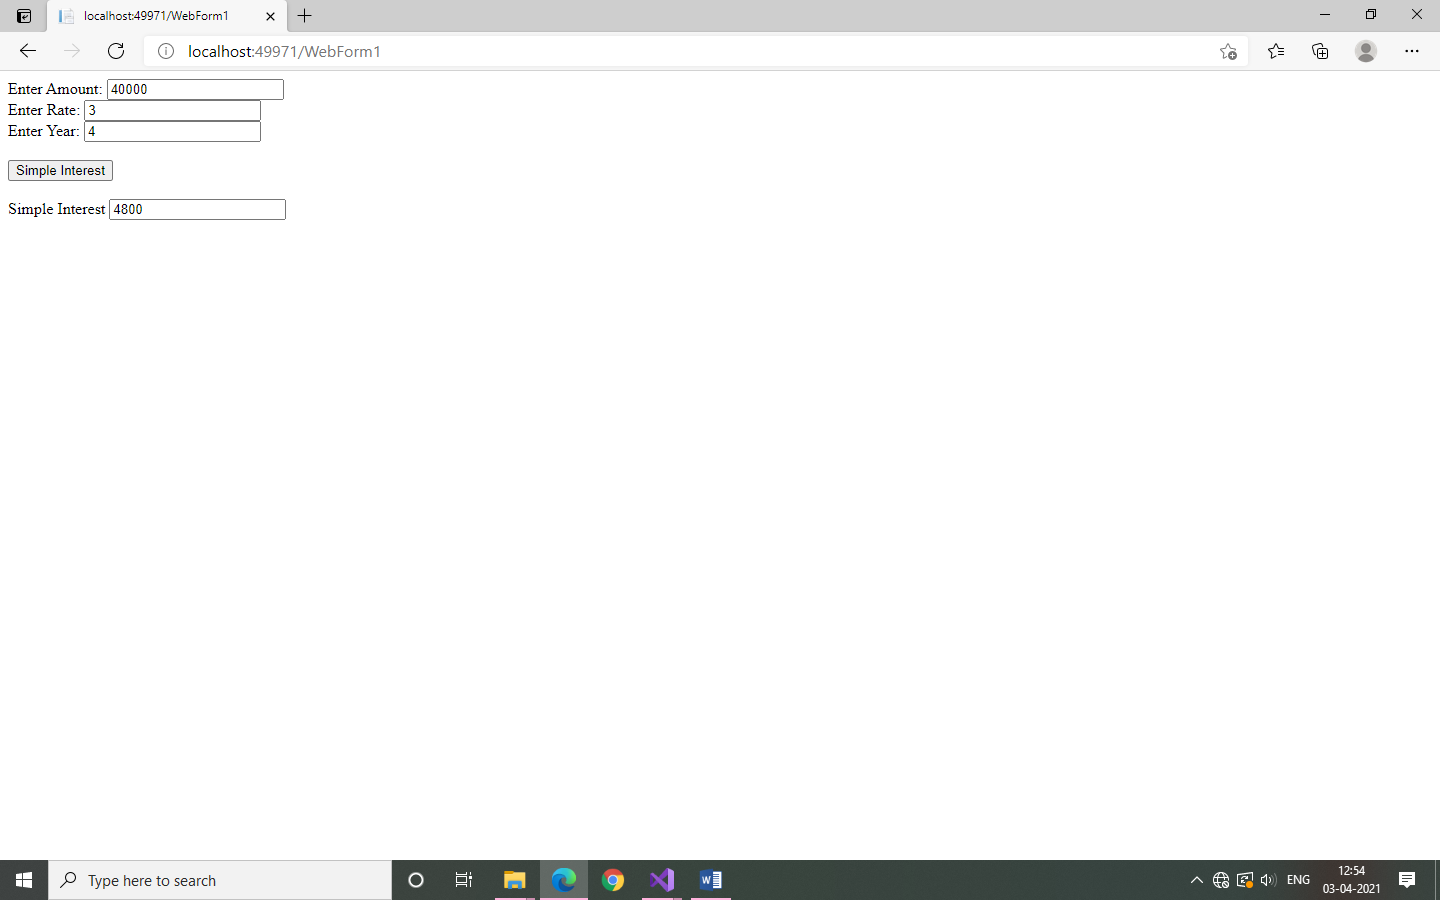 localhost:49971/WebForm1
localhost:49971/WebForm1
Enter Amount: 40000
Enter Rate: 3
Enter Year: 4
Simple Interest
Simple Interest 4800
Type here to search
ENG
12:54
03-04-2021